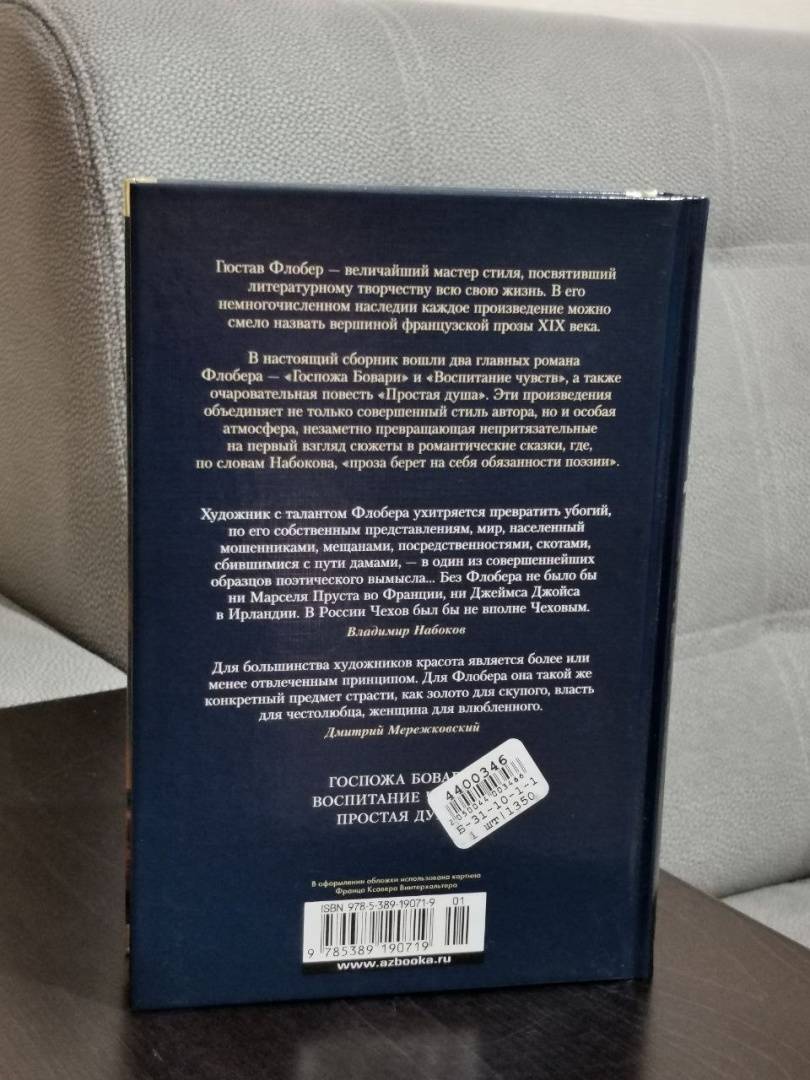 Гюстав Флобер — величайший мастер стиля, посвятивший
литературному творчеству всю свою жизнь. В его
немногочисленном наследии каждое произведение можно
смело назвать вершиной французской прозы XIX века.
В настоящий сборник вошли два главных романа
Флобера — «Госпожа Бовари» и «Воспитание чувств», а также
очаровательная повесть «Простая душа». Эти произведения
объединяет не только совершенный стиль автора, но и особая
атмосфера, незаметно превращающая непритязательные
на первый взгляд сюжеты в романтические сказки, где,
по словам Набокова, «проза берет на себя обязанности поэзии».
Художник с талантом Флобера ухитряется превратить убогий,
по его собственным представлениям, мир, населенный
мошенниками, мещанами, посредственностями, скотами,
сбившимися с пути дамами, — в один из совершеннейших
образцов поэтического вымысла... Без Флобера не было бы
ни Марселя Пруста во Франции, ни Джеймса Джойса
в Ирландии. В России Чехов был бы не вполне Чеховым.
Владимир Набоков
Для большинства художников красота является более или
менее отвлеченным принципом. Для Флобера она такой же
конкретный предмет страсти, как золото для скупого, власть
для честолюбца, женщина для влюбленного.
Дмитрий Мережковский
ГОСПОЖА БОВАР
ВОСПИТАНИЕ
ПРОСТАЯ ДУ
4400346
2050044003466
Б-31-10-1-1
1 шт|1350
В оформлении обложки использована картина
Франца Ксавера Винтерхальтера
ISBN 978-5-389-19071-9 01
9 785389 190719
www.azbooka.ru